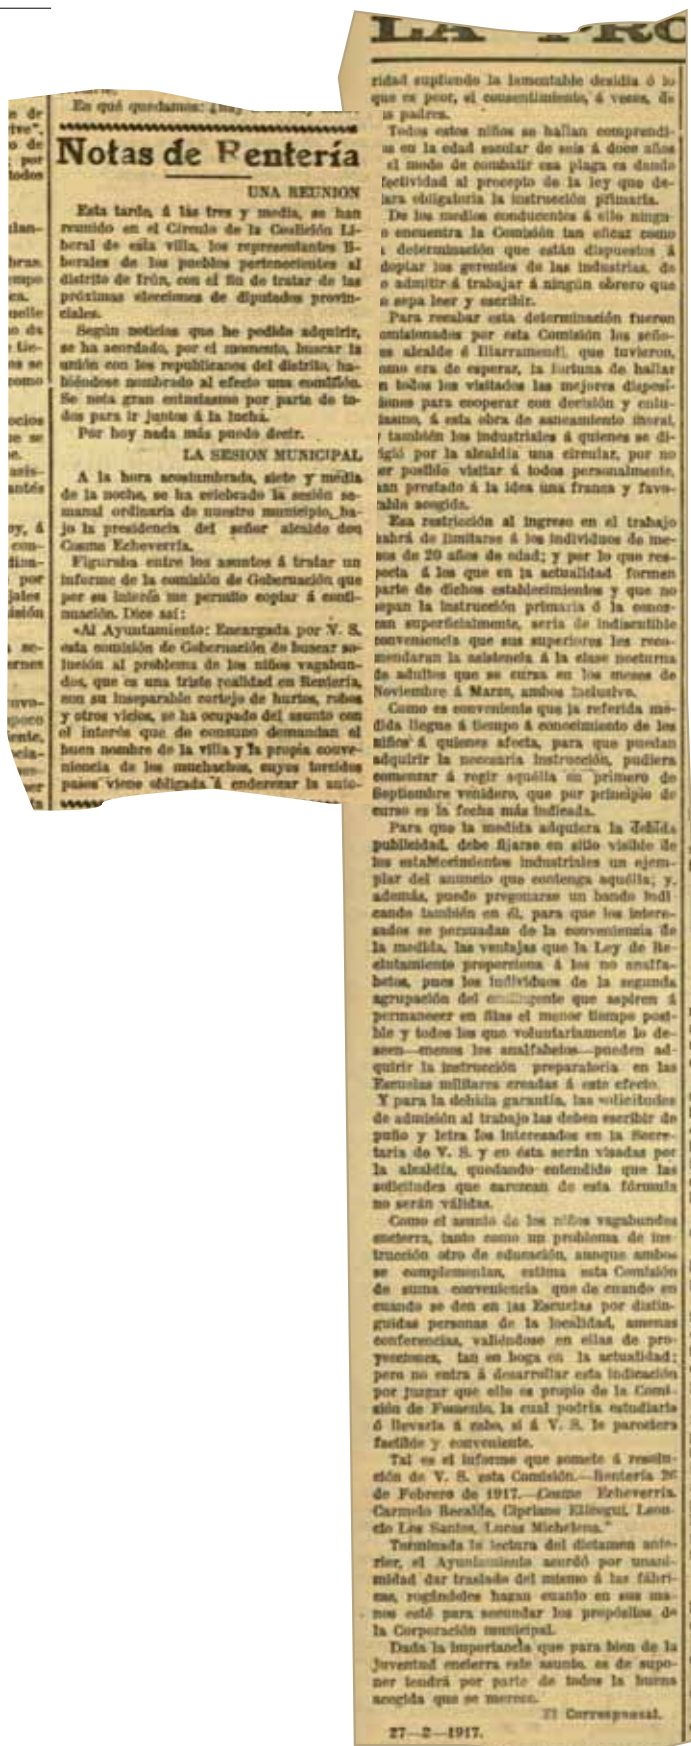 En qué quedamos:
Notas de Rentería
UNA REUNION
Esta tarde, á las tres y media, se han
reunido en el Círculo de la Coalición Li-
beral de esta villa, los representantes li-
berales de los pueblos pertenecientes al
distrito de Irún, con el fin de tratar de las
próximas elecciones de diputados provin-
ciales.
Según noticias que he podido adquirir,
se ha acordado, por el momento, buscar la
unión con los republicanos del distrito, ha-
biéndose nombrado al efecto una comisión.
Se nota gran entusiasmo por parte de to-
dos para ir juntos á la lucha.
Por hoy nada más puedo decir.
LA SESION MUNICIPAL
A la hora acostumbrada, siete y media
de la noche, se ha celebrado la sesión se-
manal ordinaria de nuestro municipio, ba-
jo la presidencia del señor alcalde don
Cosme Echeverría.
Figuraba entre los asuntos á tratar un
informe de la comisión de Gobernación que
por su interés me permito copiar á conti-
nuación. Dice así:
«Al Ayuntamiento: Encargada por V. S.
esta comisión de Gobernación de buscar so-
lución al problema de los niños vagabun-
dos, que es una triste realidad en Rentería,
con su inseparable cortejo de hurtos, robos
y otros vicios, se ha ocupado del asunto con
el interés que de consuno demandan el
buen nombre de la villa y la propia conve-
niencia de los muchachos, cuyos torcidos
pasos viene obligada á enderezar la auto-
LA PRO
ridad supliendo la lamentable desidia ó lo
que es peor, el consentimiento, á veces, de
us padres.
Todos estos niños se hallan comprendi-
os en la edad escolar de seis á doce años
el modo de combatir esa plaga es dando
fectividad al precepto de la ley que de-
lara obligatoria la instrucción primaria.
De los medios conducentes á ello ningu-
o encuentra la Comisión tan eficaz como
a determinación que están dispuestos á
doptar los gerentes de las industrias, de
o admitir á trabajar á ningún obrero que
o sepa leer y escribir.
Para recabar esta determinación fueron
omisionados por esta Comisión los seño-
es alcalde é Illarramendi, que tuvieron,
omo era de esperar, la fortuna de hallar
n todos los visitados las mejores disposi-
iones para cooperar con decisión y entu-
iasmo, á esta obra de saneamiento moral,
y también los industriales á quienes se di-
rigió por la alcaldía una circular, por no
er posible visitar á todos personalmente,
an prestado á la idea una franca y favo-
able acogida.
Esa restricción al ingreso en el trabajo
habrá de limitarse á los individuos de me-
nos de 20 años de edad; y por lo que res-
pecta á los que en la actualidad formen
parte de dichos establecimientos y que no
sepan la instrucción primaria ó la conoz-
can superficialmente, sería de indiscutible
conveniencia que sus superiores les reco-
mendaran la asistencia á la clase nocturna
de adultos que se cursa en los meses de
Noviembre á Marzo, ambos inclusive.
Como es conveniente que la referida me-
dida llegue á tiempo á conocimiento de los
niños á quienes afecta, para que puedan
adquirir la necesaria instrucción, pudiera
comenzar á regir aquélla en primero de
Septiembre venidero, que por principio de
curso es la fecha más indicada.
Para que la medida adquiera la debida
publicidad, debe fijarse en sitio visible de
los establecimientos industriales un ejem-
plar del anuncio que contenga aquélla; y,
además, puede pregonarse un bando indi
cando también en él, para que los intere-
sados se persuadan de la conveniencia de
la medida, las ventajas que la Ley de Re-
clutamiento proporciona á los no analfa-
betos, pues los individuos de la segunda
agrupación del contingente que aspiren á
permanecer en filas el menor tiempo posi-
ble y todos los que voluntariamente lo de-
seen—menos los analfabetos—pueden ad-
quirir la instrucción preparatoria en las
Escuelas militares creadas á este efecto.
Y para la debida garantía, las solicitudes
de admisión al trabajo las deben escribir de
puño y letra los interesados en la Secre-
taría de V. S. y en ésta serán visadas por
la alcaldía, quedando entendido que las
solicitudes que carezcan de esta fórmula
no serán válidas.
Como el asunto de los niños vagabundos
encierra, tanto como un problema de ins-
trucción otro de educación, aunque ambos
se complementan, estima esta Comisión
de suma conveniencia que de cuando en
cuando se den en las Escuelas por distin-
guidas personas de la localidad, amenas
conferencias, valiéndose en ellas de pro-
yecciones, tan en boga en la actualidad;
pero no entra á desarrollar esta indicación
por juzgar que ello es propio de la Comi-
sión de Fomento, la cual podría estudiarla
ó llevarla á cabo, si á V. S. le pareciera
factible y conveniente.
Tal es el informe que somete á resolu-
ción de V. S. esta Comisión.—Rentería 26
de Febrero de 1917.—Cosme Echeverría.
Carmelo Recalde, Cipriano Elícegui, Leon-
cio Los Santos, Lucas Michelena."
Terminada la lectura del dictamen ante-
rior, el Ayuntamiento acordó por unani-
midad dar traslado del mismo á las fábri-
cas, rogándoles hagan cuanto en sus ma-
nos esté para secundar los propósitos de
la Corporación municipal.
Dada la importancia que para bien de la
juventud encierra este asunto, es de supo-
ner tendrá por parte de todos la buena
acogida que se merece.
El Corresponsal.
27—2—1917.